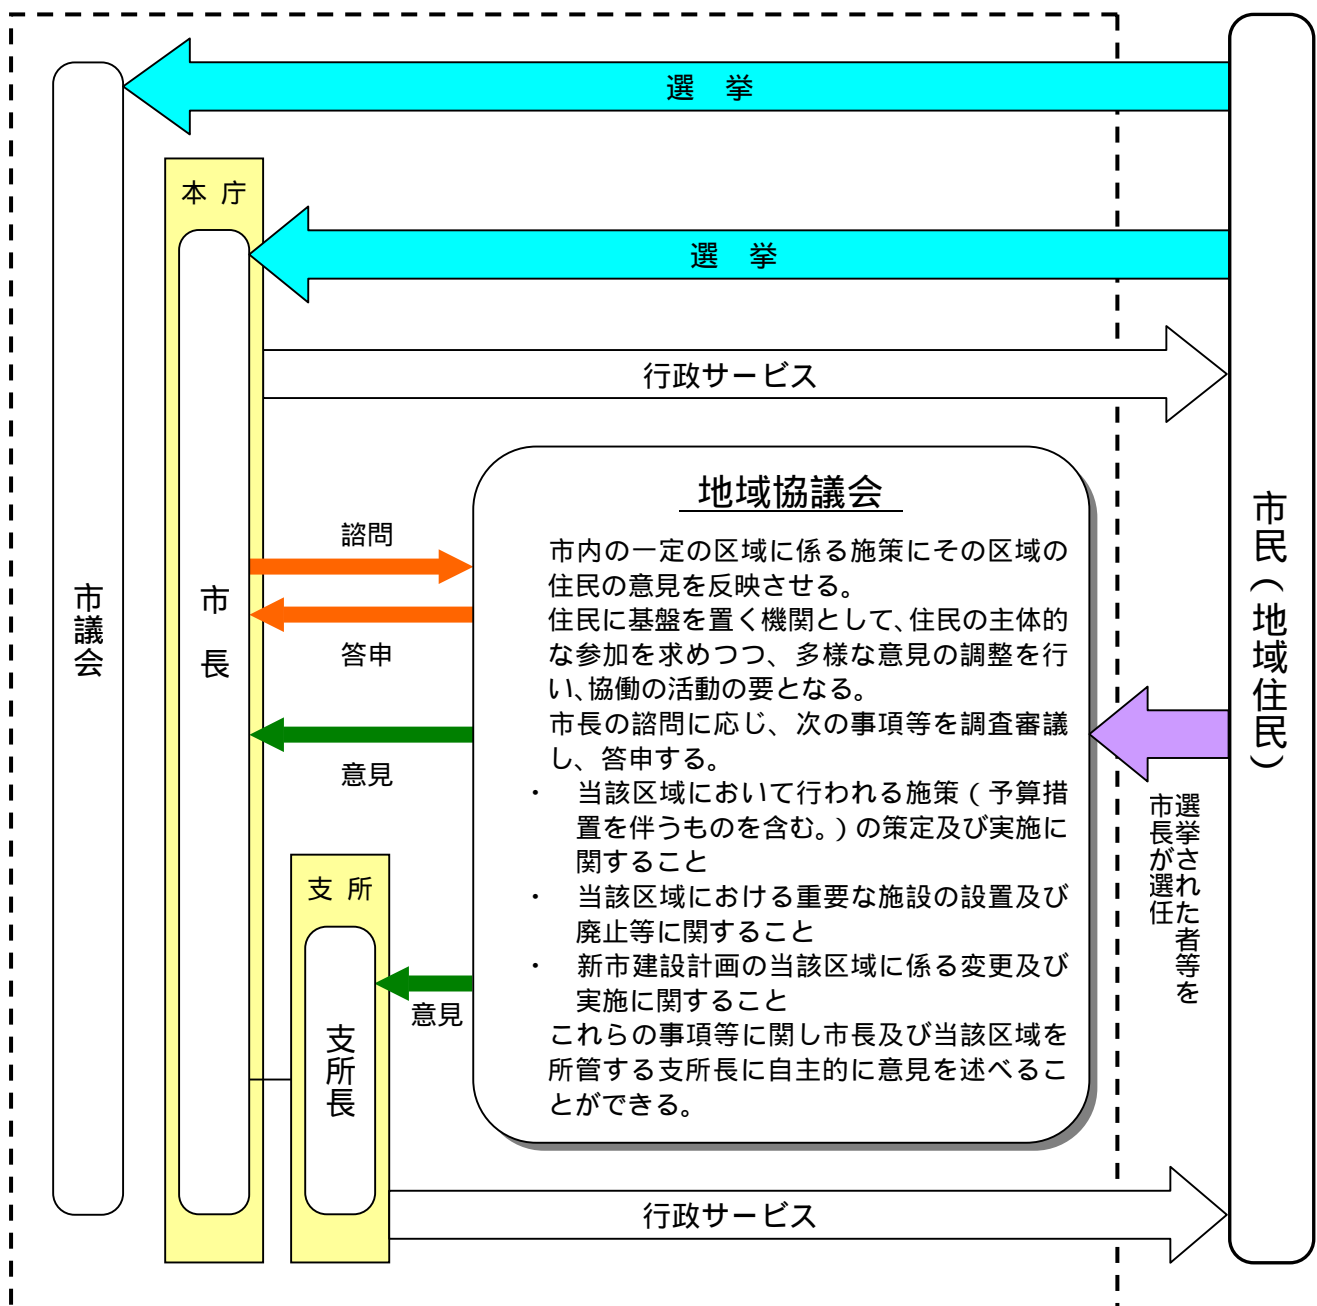 選　挙
本 庁
選　挙
行政サービス
地域協議会
市内の一定の区域に係る施策にその区域の
住民の意見を反映させる。
住民に基盤を置く機関として、住民の主体的
な参加を求めつつ、多様な意見の調整を行
い、協働の活動の要となる。
市長の諮問に応じ、次の事項等を調査審議
し、答申する。
・　当該区域において行われる施策（予算措
置を伴うものを含む。）の策定及び実施に
関すること
・　当該区域における重要な施設の設置及び
廃止等に関すること
・　新市建設計画の当該区域に係る変更及び
実施に関すること
これらの事項等に関し市長及び当該区域を
所管する支所長に自主的に意見を述べるこ
とができる。
諮問
答申
意見
市議会
市　長
支 所
支所長
意見
市民（地域住民）
選挙された者等を
市長が選任
行政サービス